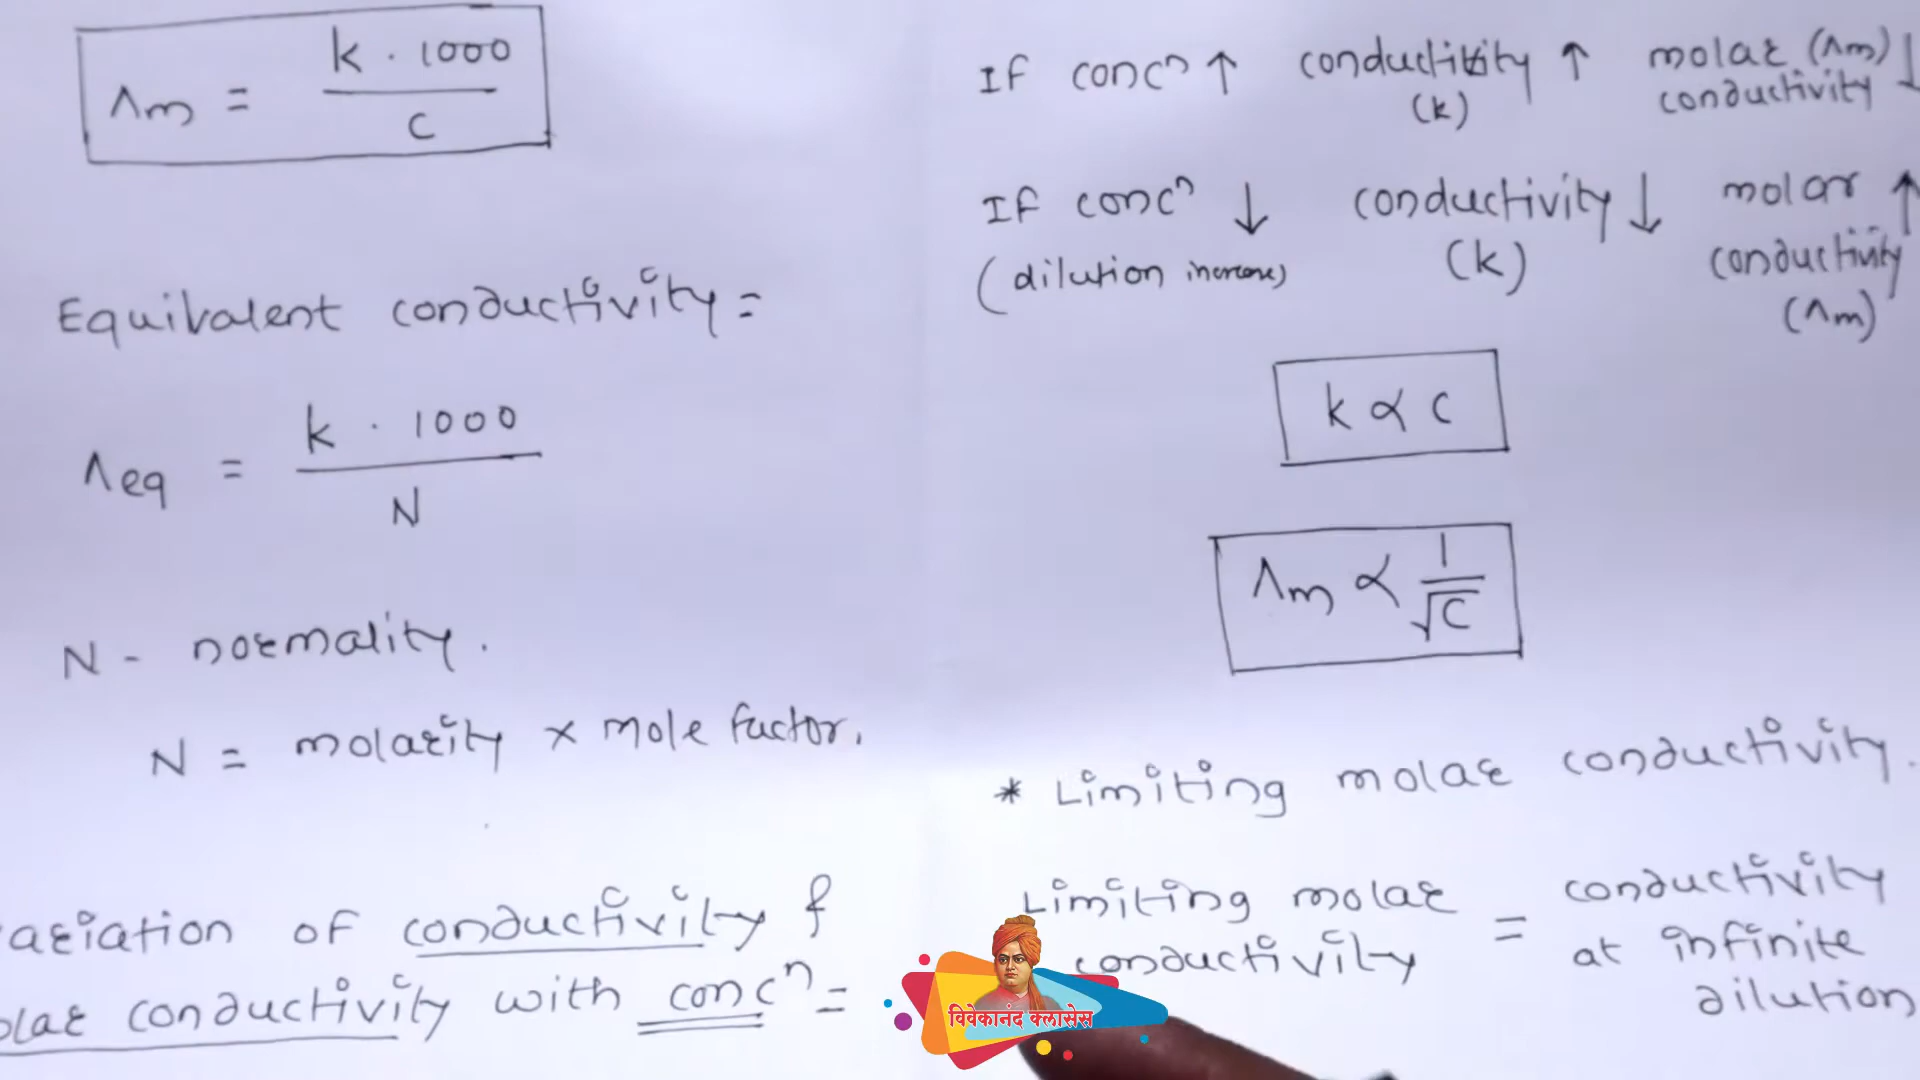 Λm = k · 1000 / C
Equivalent conductivity =
Λeq = k · 1000 / N
N - normality.
N = molarity × mole factor.
of conductivity &
conductivity with concⁿ =
If concⁿ ↑ conductivity ↑ molar (Λm) ↓
(k) conductivity
If concⁿ ↓ conductivity ↓ molar ↑
(dilution increase) (k) conductivity
(Λm)
k ∝ C
Λm ∝ 1/√C
* Limiting molar conductivity.
Limiting molar = conductivity
conductivity at infinite
dilution
विवेकानंद क्लासेस